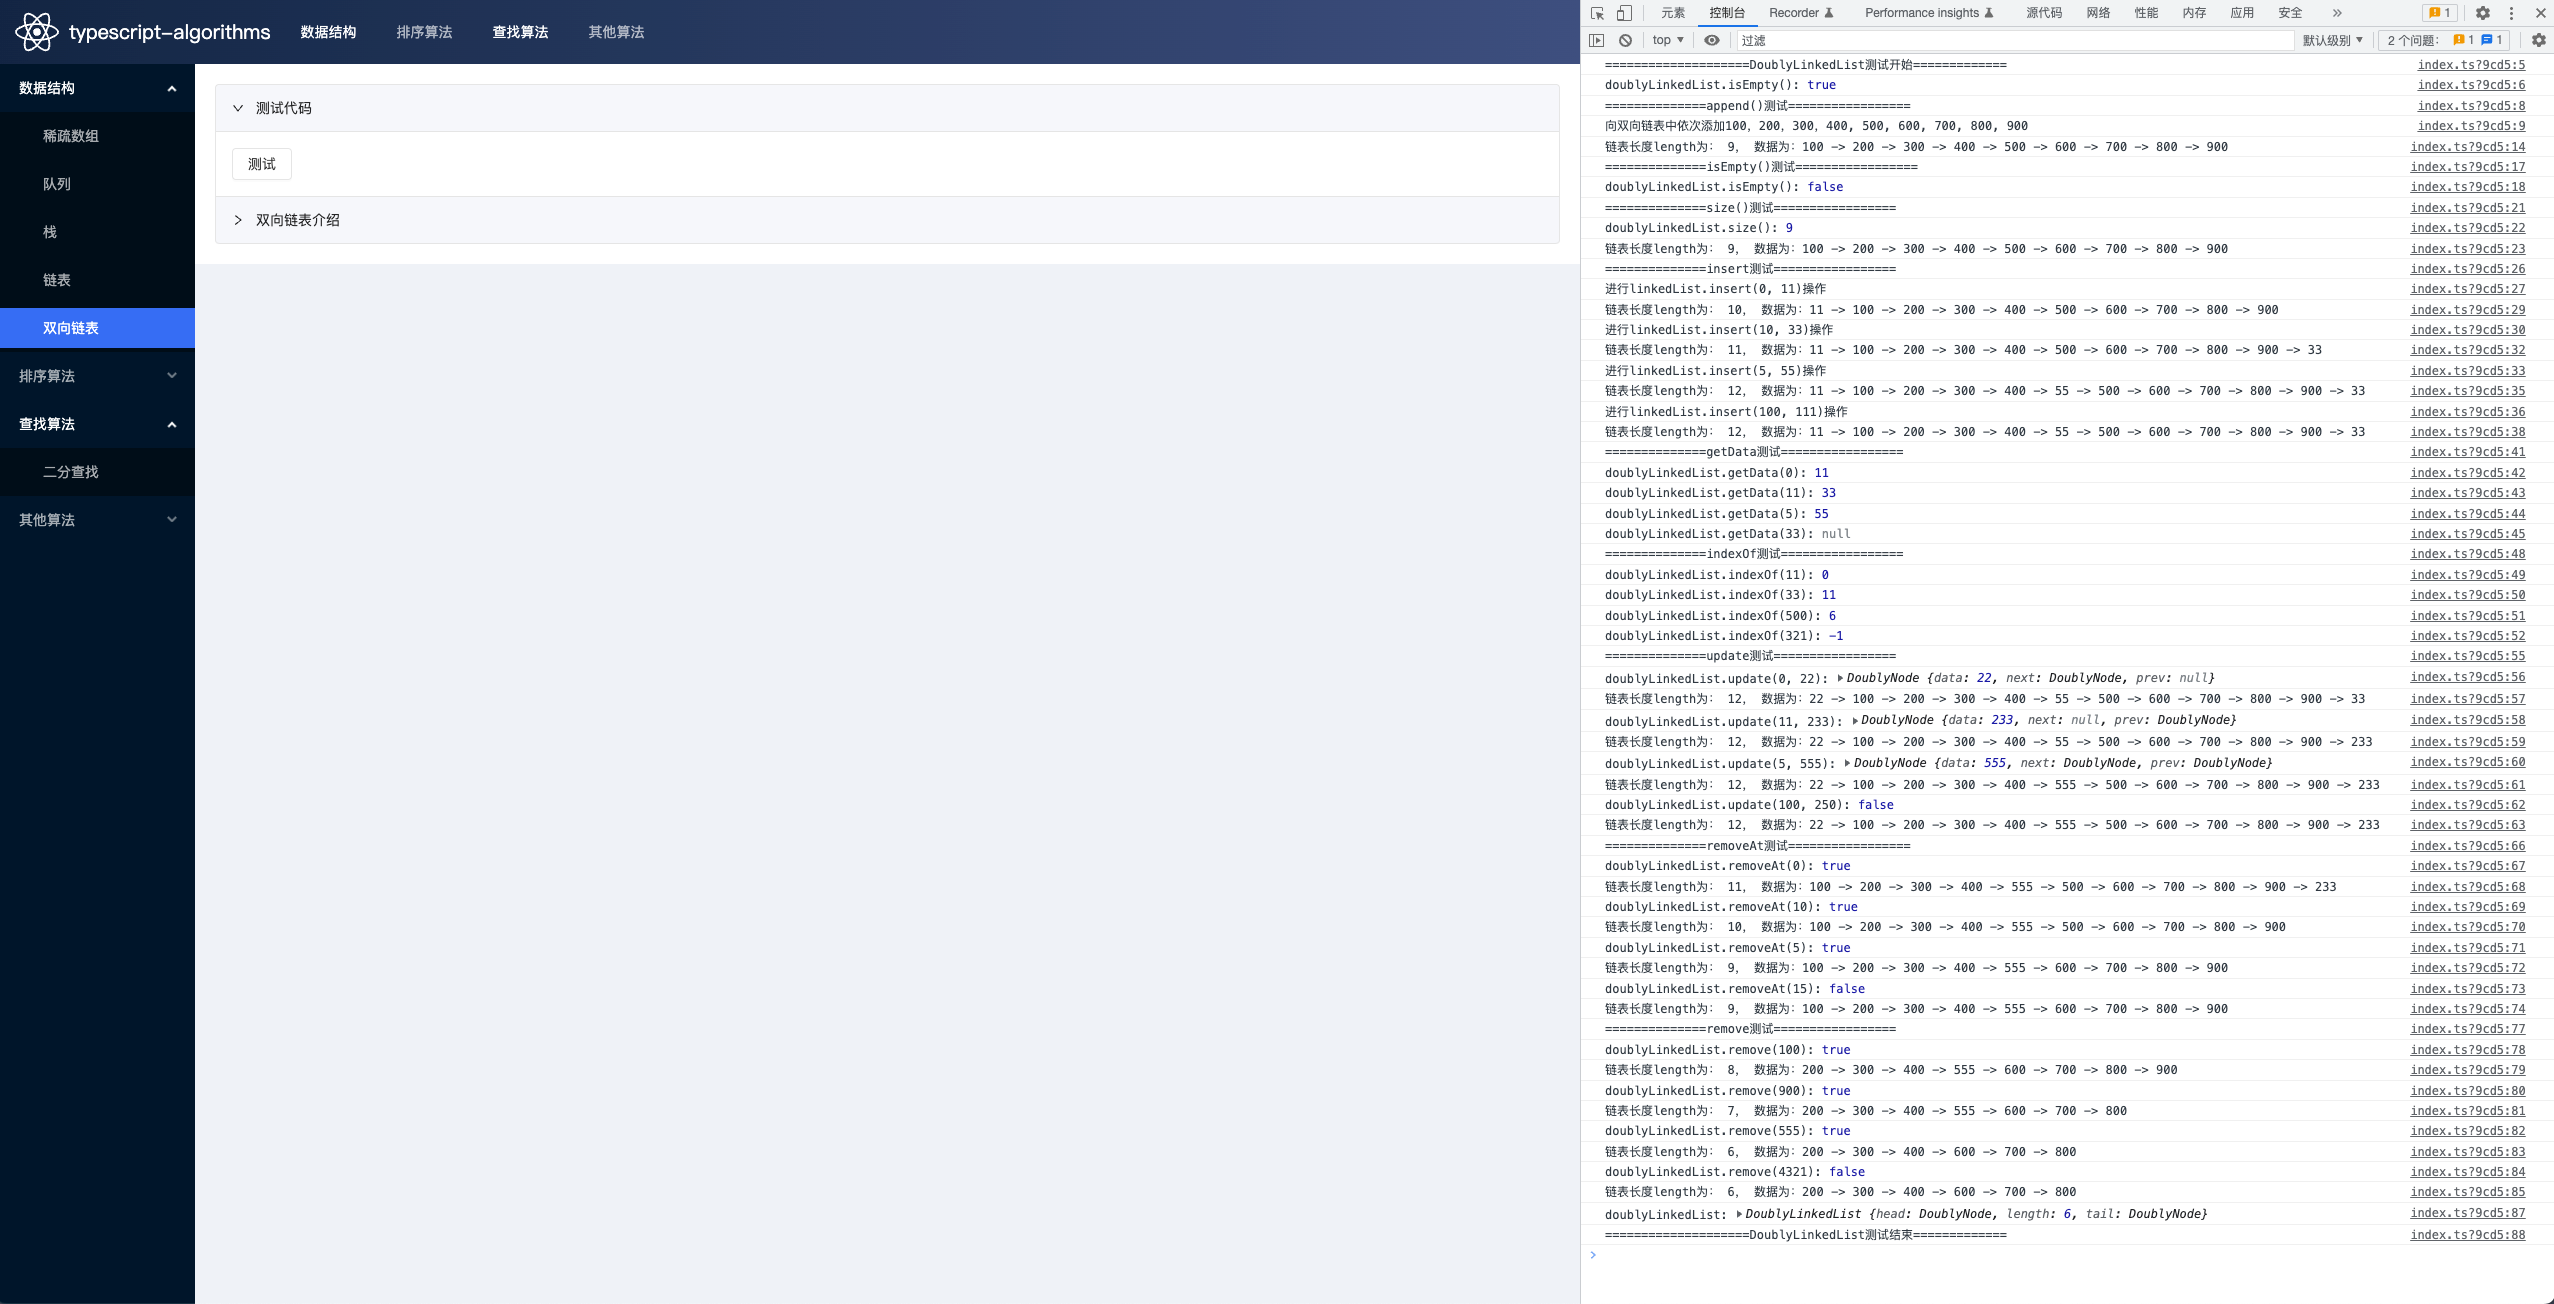 typescript-algorithms 数据结构 排序算法 查找算法 其他算法
数据结构
稀疏数组
队列
栈
链表
双向链表
排序算法
查找算法
二分查找
其他算法
测试代码
测试
双向链表介绍
元素 控制台 Recorder Performance insights 源代码 网络 性能 内存 应用 安全 » 1
top 过滤 默认级别 2 个问题: 1 1
====================DoublyLinkedList测试开始============= index.ts?9cd5:5
doublyLinkedList.isEmpty(): true index.ts?9cd5:6
==============append()测试================= index.ts?9cd5:8
向双向链表中依次添加100, 200, 300, 400, 500, 600, 700, 800, 900 index.ts?9cd5:9
链表长度length为: 9, 数据为:100 -> 200 -> 300 -> 400 -> 500 -> 600 -> 700 -> 800 -> 900 index.ts?9cd5:14
==============isEmpty()测试================= index.ts?9cd5:17
doublyLinkedList.isEmpty(): false index.ts?9cd5:18
==============size()测试================= index.ts?9cd5:21
doublyLinkedList.size(): 9 index.ts?9cd5:22
链表长度length为: 9, 数据为:100 -> 200 -> 300 -> 400 -> 500 -> 600 -> 700 -> 800 -> 900 index.ts?9cd5:23
==============insert测试================= index.ts?9cd5:26
进行linkedList.insert(0, 11)操作 index.ts?9cd5:27
链表长度length为: 10, 数据为:11 -> 100 -> 200 -> 300 -> 400 -> 500 -> 600 -> 700 -> 800 -> 900 index.ts?9cd5:29
进行linkedList.insert(10, 33)操作 index.ts?9cd5:30
链表长度length为: 11, 数据为:11 -> 100 -> 200 -> 300 -> 400 -> 500 -> 600 -> 700 -> 800 -> 900 -> 33 index.ts?9cd5:32
进行linkedList.insert(5, 55)操作 index.ts?9cd5:33
链表长度length为: 12, 数据为:11 -> 100 -> 200 -> 300 -> 400 -> 55 -> 500 -> 600 -> 700 -> 800 -> 900 -> 33 index.ts?9cd5:35
进行linkedList.insert(100, 111)操作 index.ts?9cd5:36
链表长度length为: 12, 数据为:11 -> 100 -> 200 -> 300 -> 400 -> 55 -> 500 -> 600 -> 700 -> 800 -> 900 -> 33 index.ts?9cd5:38
==============getData测试================= index.ts?9cd5:41
doublyLinkedList.getData(0): 11 index.ts?9cd5:42
doublyLinkedList.getData(11): 33 index.ts?9cd5:43
doublyLinkedList.getData(5): 55 index.ts?9cd5:44
doublyLinkedList.getData(33): null index.ts?9cd5:45
==============indexOf测试================= index.ts?9cd5:48
doublyLinkedList.indexOf(11): 0 index.ts?9cd5:49
doublyLinkedList.indexOf(33): 11 index.ts?9cd5:50
doublyLinkedList.indexOf(500): 6 index.ts?9cd5:51
doublyLinkedList.indexOf(321): -1 index.ts?9cd5:52
==============update测试================= index.ts?9cd5:55
doublyLinkedList.update(0, 22): DoublyNode {data: 22, next: DoublyNode, prev: null} index.ts?9cd5:56
链表长度length为: 12, 数据为:22 -> 100 -> 200 -> 300 -> 400 -> 55 -> 500 -> 600 -> 700 -> 800 -> 900 -> 33 index.ts?9cd5:57
doublyLinkedList.update(11, 233): DoublyNode {data: 233, next: null, prev: DoublyNode} index.ts?9cd5:58
链表长度length为: 12, 数据为:22 -> 100 -> 200 -> 300 -> 400 -> 55 -> 500 -> 600 -> 700 -> 800 -> 900 -> 233 index.ts?9cd5:59
doublyLinkedList.update(5, 555): DoublyNode {data: 555, next: DoublyNode, prev: DoublyNode} index.ts?9cd5:60
链表长度length为: 12, 数据为:22 -> 100 -> 200 -> 300 -> 400 -> 555 -> 500 -> 600 -> 700 -> 800 -> 900 -> 233 index.ts?9cd5:61
doublyLinkedList.update(100, 250): false index.ts?9cd5:62
链表长度length为: 12, 数据为:22 -> 100 -> 200 -> 300 -> 400 -> 555 -> 500 -> 600 -> 700 -> 800 -> 900 -> 233 index.ts?9cd5:63
==============removeAt测试================= index.ts?9cd5:66
doublyLinkedList.removeAt(0): true index.ts?9cd5:67
链表长度length为: 11, 数据为:100 -> 200 -> 300 -> 400 -> 555 -> 500 -> 600 -> 700 -> 800 -> 900 -> 233 index.ts?9cd5:68
doublyLinkedList.removeAt(10): true index.ts?9cd5:69
链表长度length为: 10, 数据为:100 -> 200 -> 300 -> 400 -> 555 -> 500 -> 600 -> 700 -> 800 -> 900 index.ts?9cd5:70
doublyLinkedList.removeAt(5): true index.ts?9cd5:71
链表长度length为: 9, 数据为:100 -> 200 -> 300 -> 400 -> 555 -> 600 -> 700 -> 800 -> 900 index.ts?9cd5:72
doublyLinkedList.removeAt(15): false index.ts?9cd5:73
链表长度length为: 9, 数据为:100 -> 200 -> 300 -> 400 -> 555 -> 600 -> 700 -> 800 -> 900 index.ts?9cd5:74
==============remove测试================= index.ts?9cd5:77
doublyLinkedList.remove(100): true index.ts?9cd5:78
链表长度length为: 8, 数据为:200 -> 300 -> 400 -> 555 -> 600 -> 700 -> 800 -> 900 index.ts?9cd5:79
doublyLinkedList.remove(900): true index.ts?9cd5:80
链表长度length为: 7, 数据为:200 -> 300 -> 400 -> 555 -> 600 -> 700 -> 800 index.ts?9cd5:81
doublyLinkedList.remove(555): true index.ts?9cd5:82
链表长度length为: 6, 数据为:200 -> 300 -> 400 -> 600 -> 700 -> 800 index.ts?9cd5:83
doublyLinkedList.remove(4321): false index.ts?9cd5:84
链表长度length为: 6, 数据为:200 -> 300 -> 400 -> 600 -> 700 -> 800 index.ts?9cd5:85
doublyLinkedList: DoublyLinkedList {head: DoublyNode, length: 6, tail: DoublyNode} index.ts?9cd5:87
====================DoublyLinkedList测试结束============= index.ts?9cd5:88